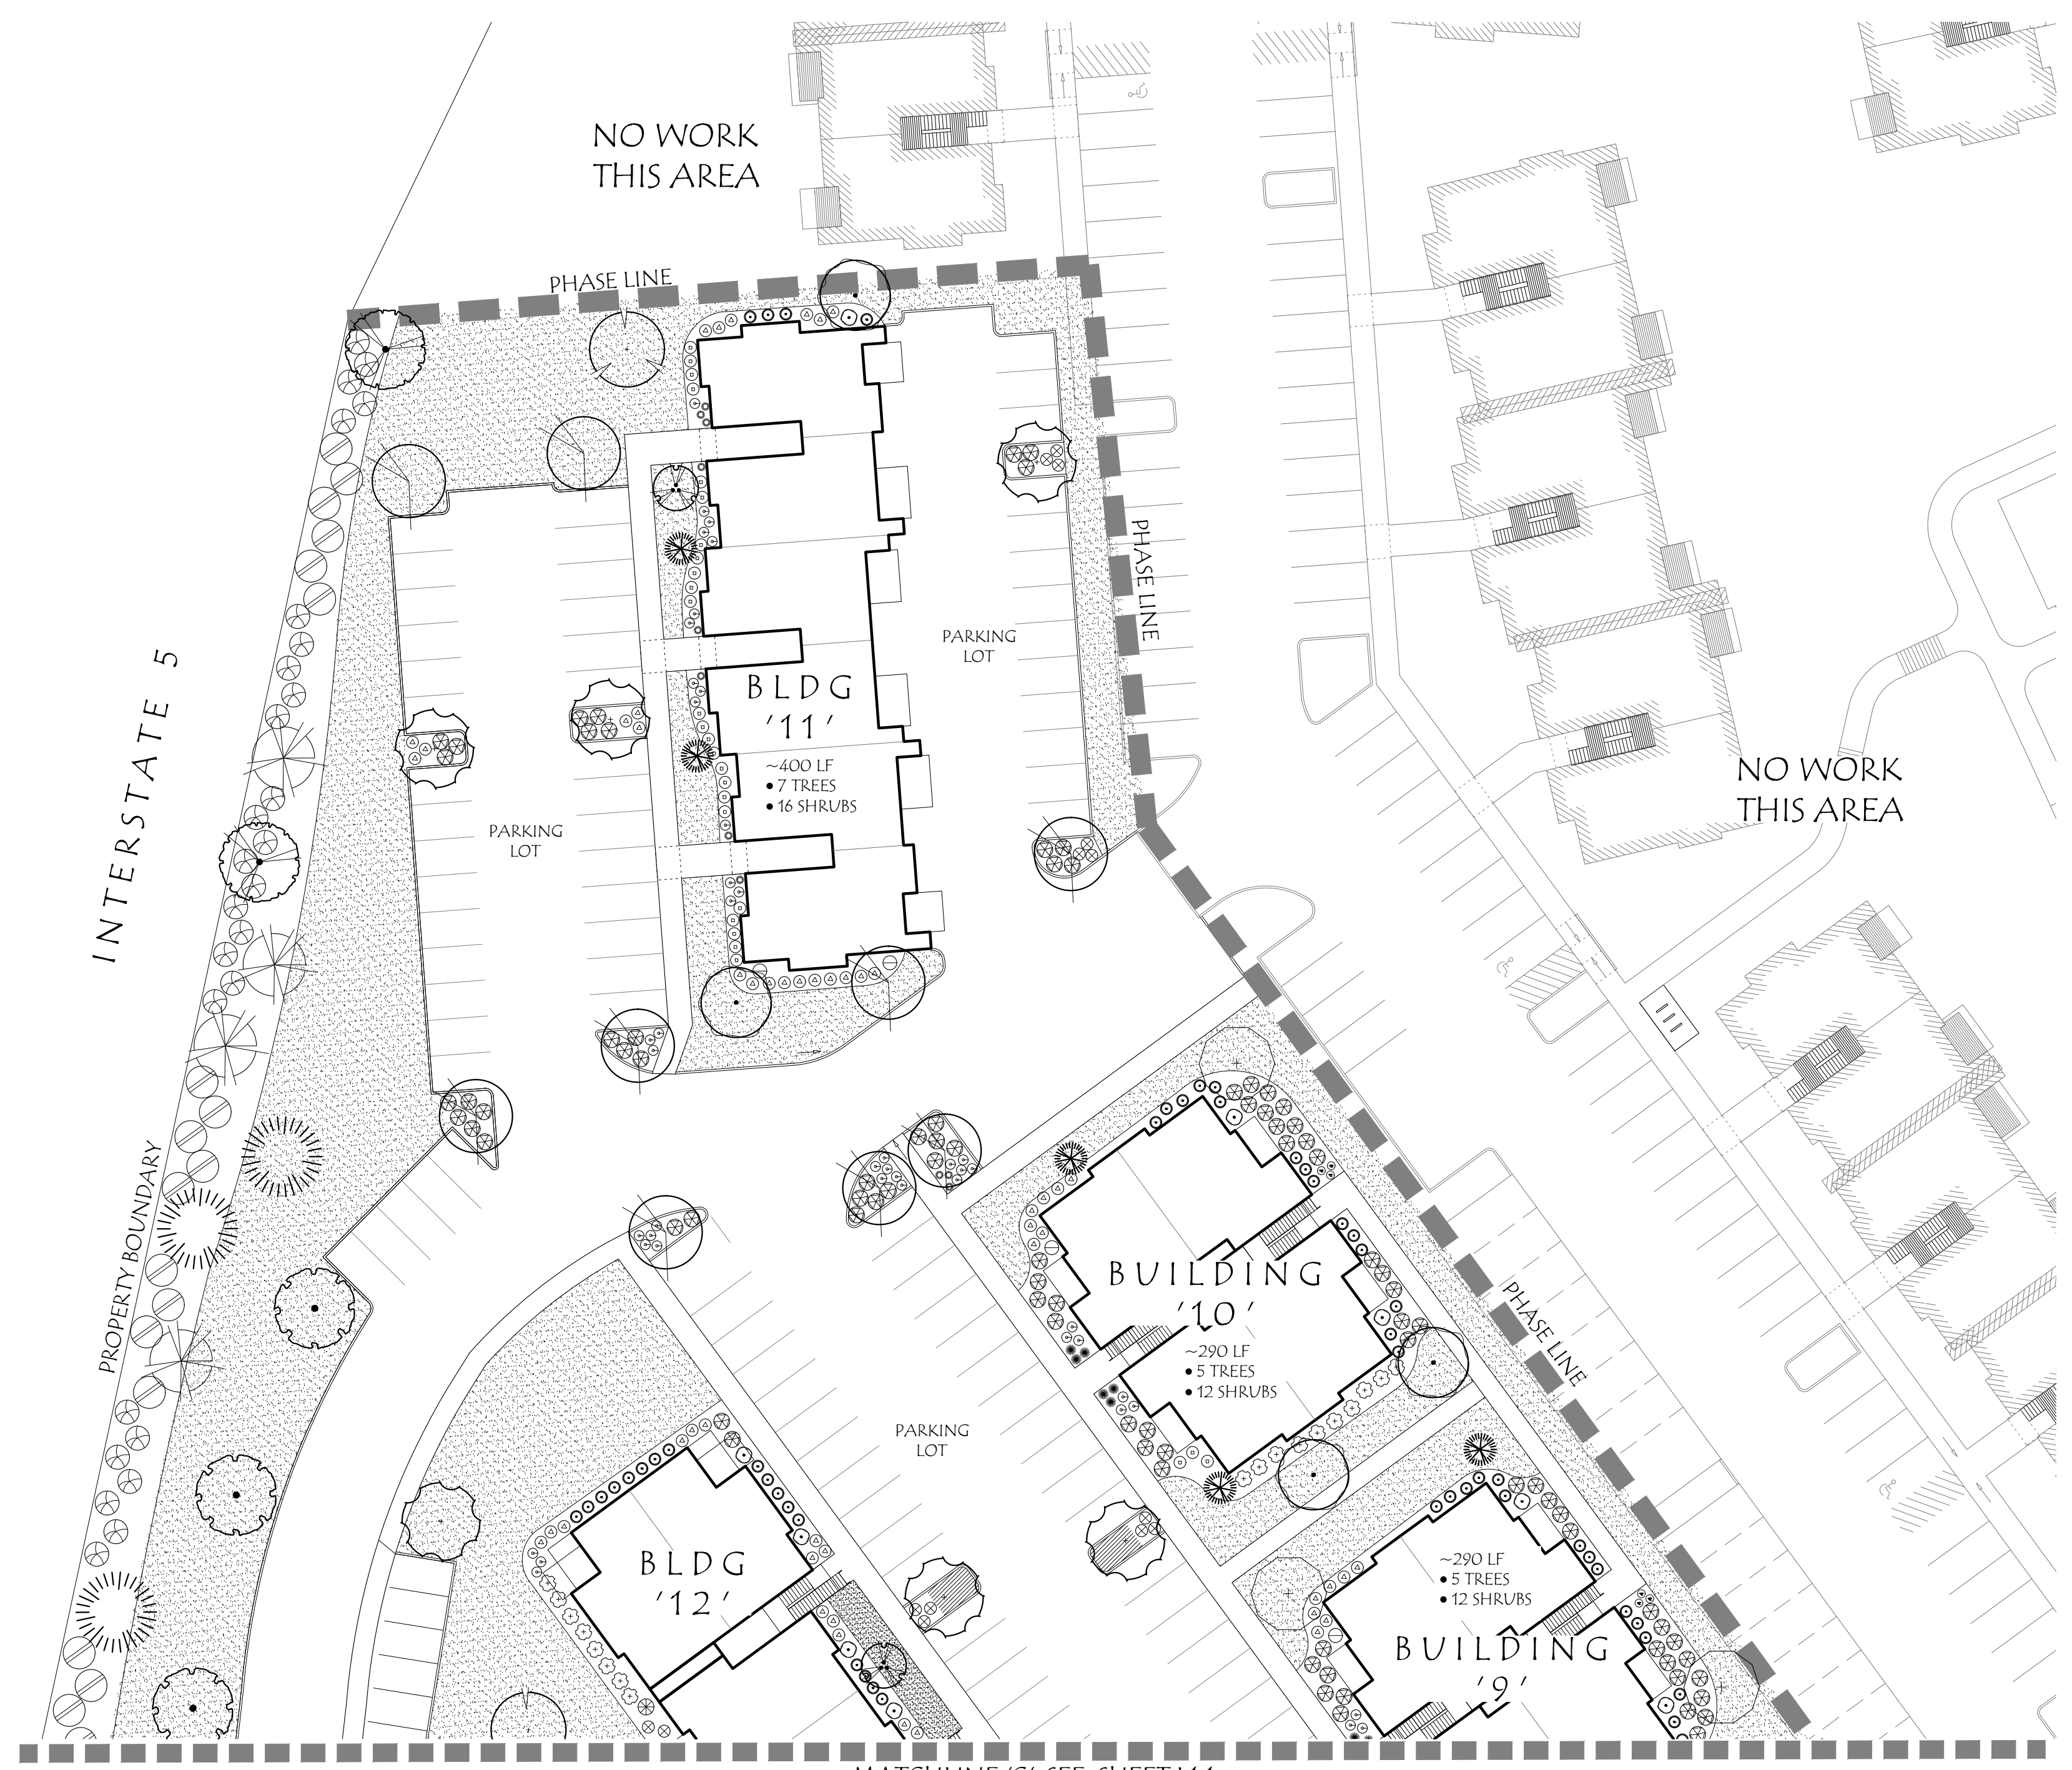 NO WORK
THIS AREA
PHASE LINE
PHASE LINE
PARKING
LOT
BLDG
'11'
~400 LF
● 7 TREES
● 16 SHRUBS
INTERSTATE 5
PARKING
LOT
NO WORK
THIS AREA
PROPERTY BOUNDARY
BUILDING
'10'
~290 LF
● 5 TREES
● 12 SHRUBS
PHASE LINE
PARKING
LOT
BLDG
'12'
~290 LF
● 5 TREES
● 12 SHRUBS
BUILDING
'9'